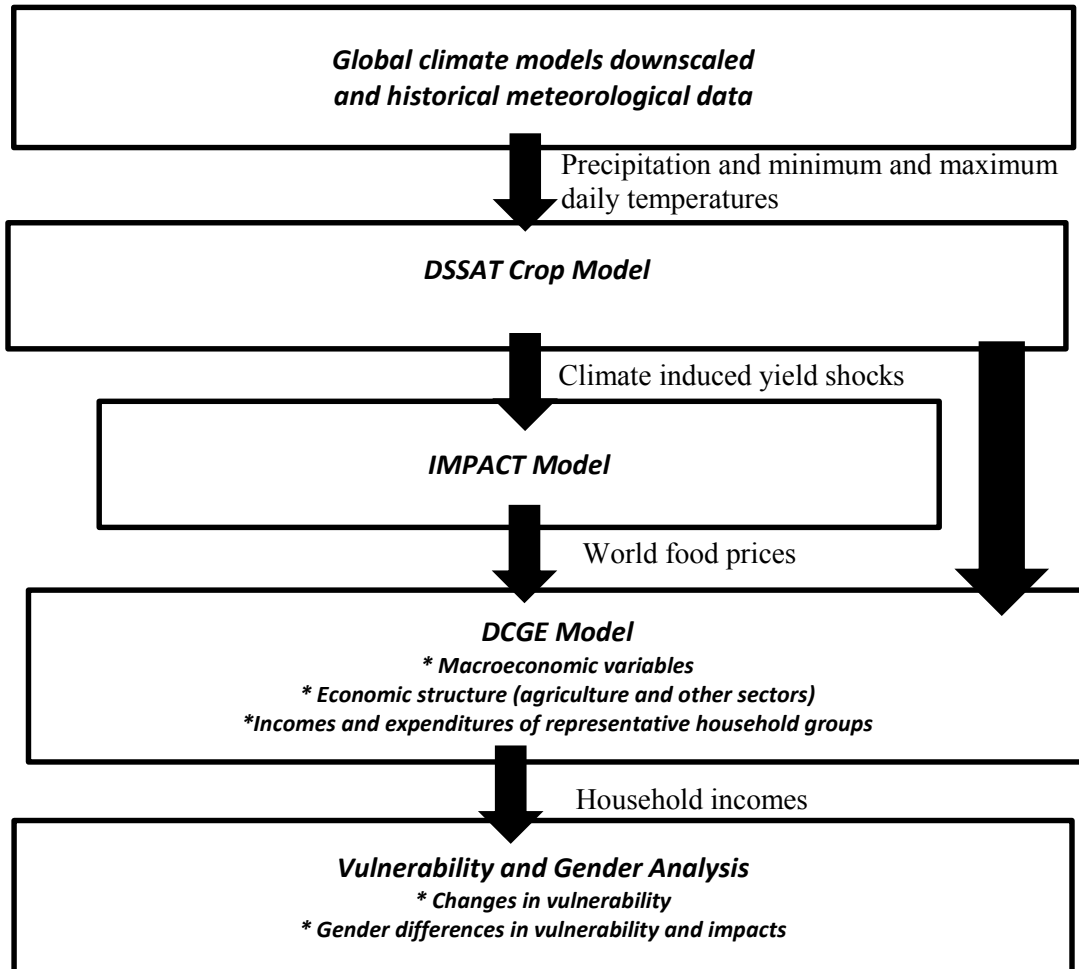 Global climate models downscaled
and historical meteorological data
Precipitation and minimum and maximum
daily temperatures
DSSAT Crop Model
Climate induced yield shocks
IMPACT Model
World food prices
DCGE Model
* Macroeconomic variables
* Economic structure (agriculture and other sectors)
*Incomes and expenditures of representative household groups
Household incomes
Vulnerability and Gender Analysis
* Changes in vulnerability
* Gender differences in vulnerability and impacts